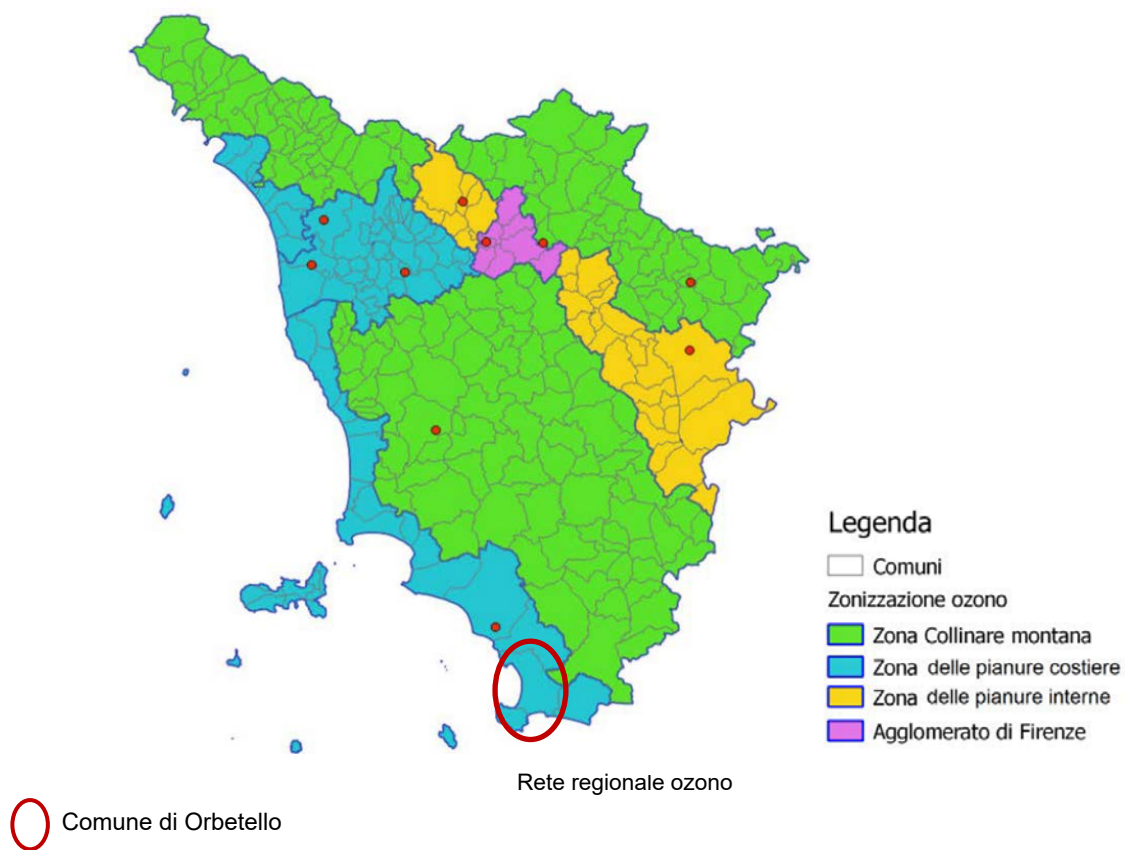 Legenda
Comuni
Zonizzazione ozono
Zona Collinare montana
Zona delle pianure costiere
Zona delle pianure interne
Agglomerato di Firenze
Rete regionale ozono
Comune di Orbetello